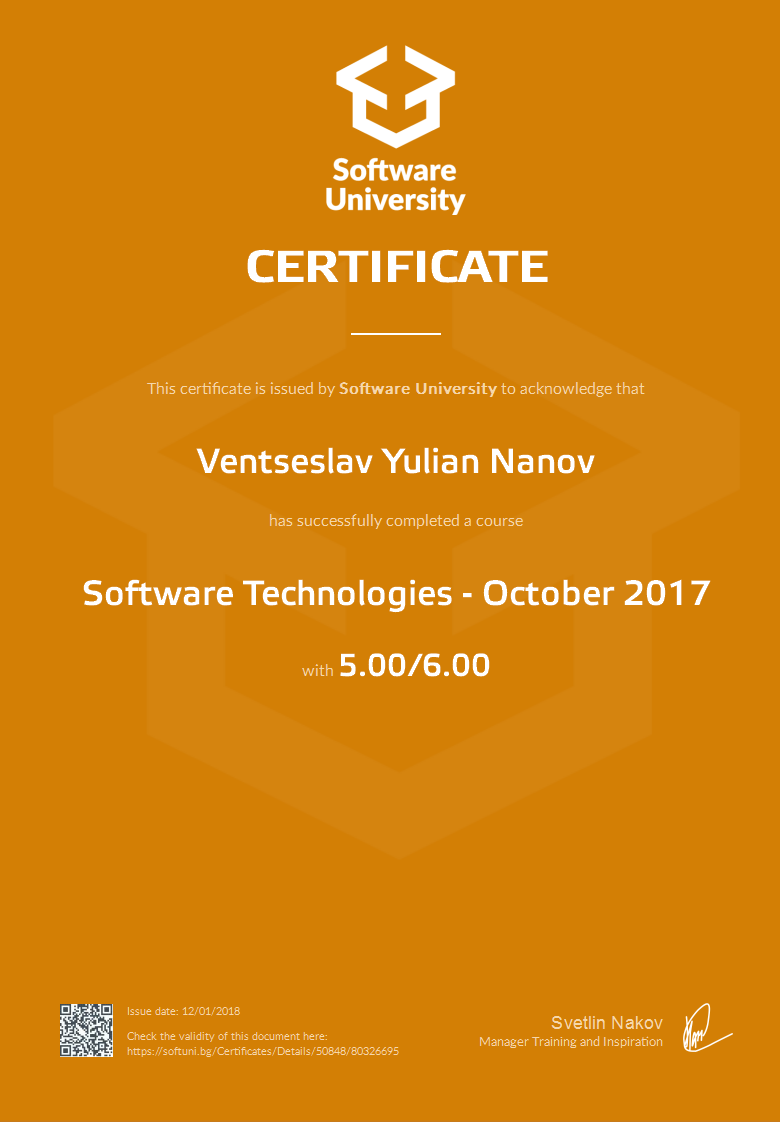 Software
University
CERTIFICATE
This certificate is issued by Software University to acknowledge that
Ventseslav Yulian Nanov
has successfully completed a course
Software Technologies - October 2017
with 5.00/6.00
Issue date: 12/01/2018
Check the validity of this document here:
https://softuni.bg/Certificates/Details/50848/80326695
Svetlin Nakov
Manager Training and Inspiration